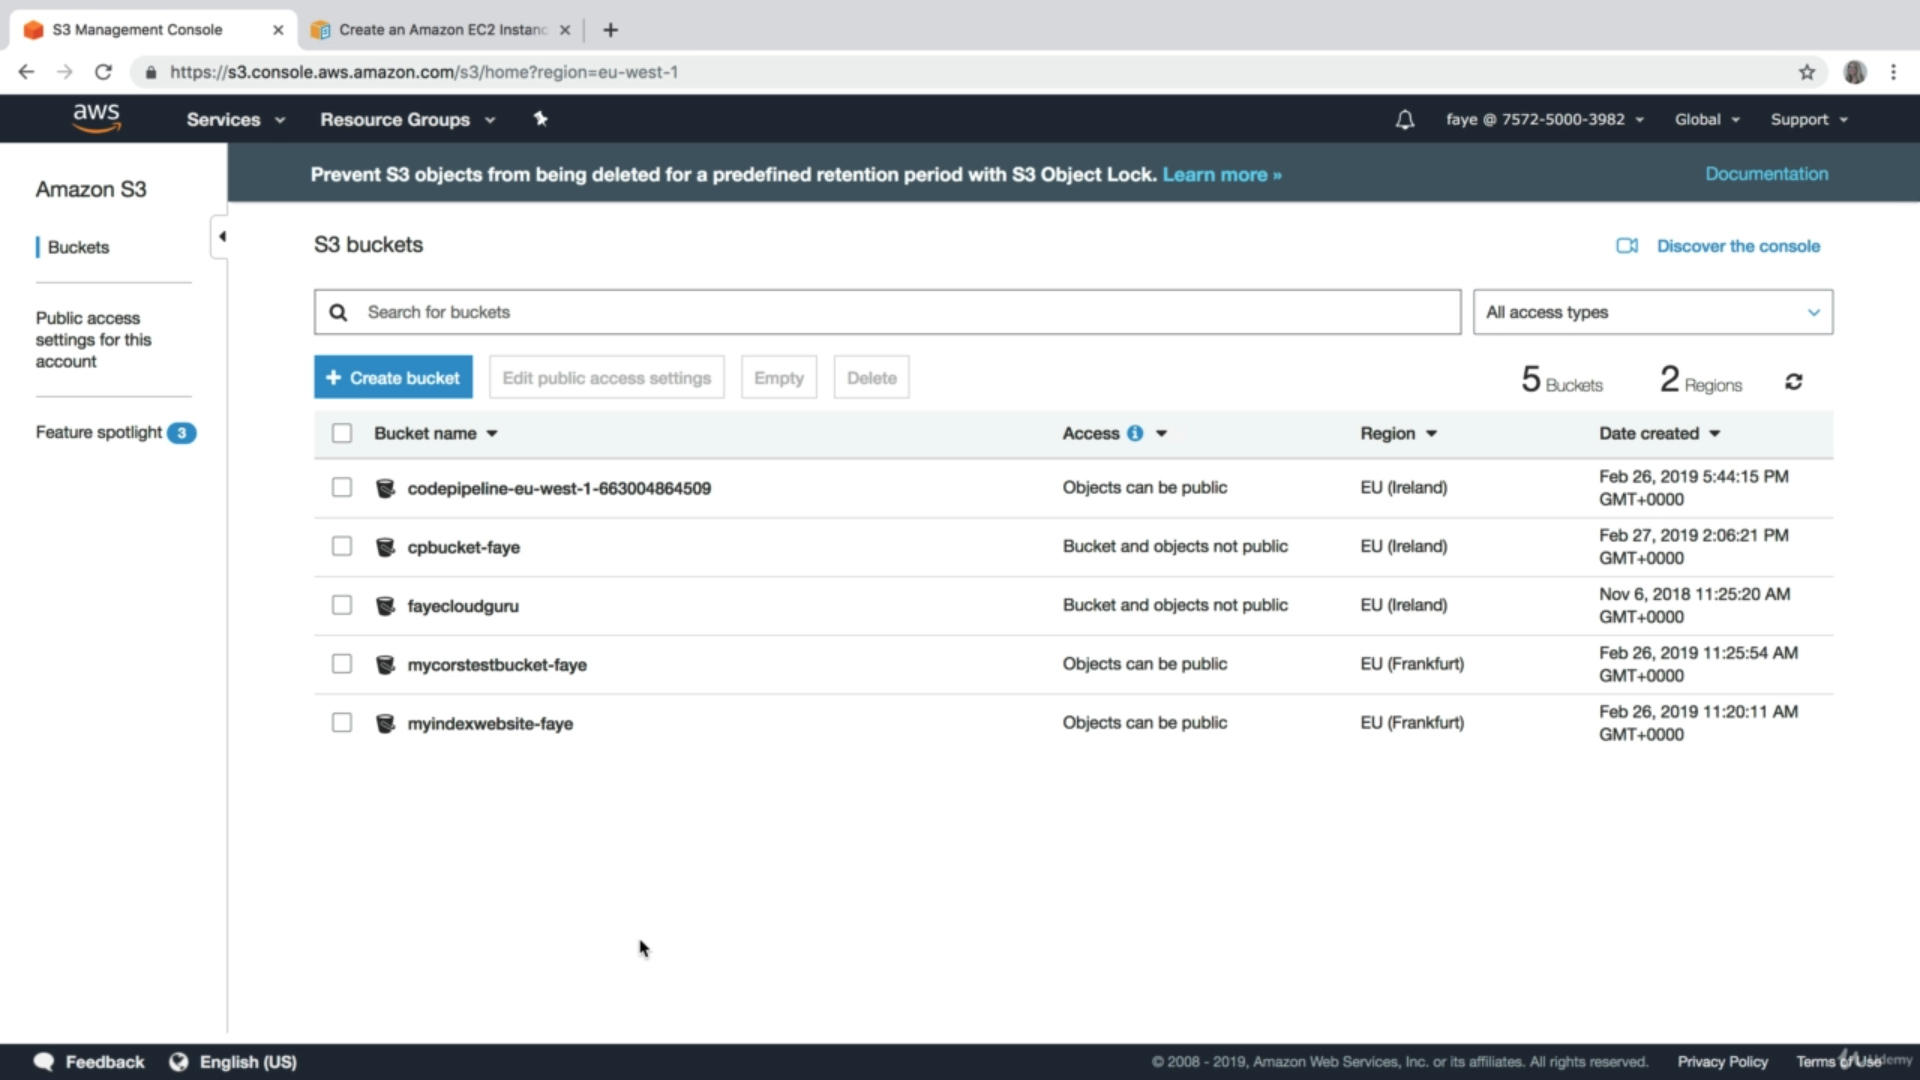 S3 Management Console
Create an Amazon EC2 Instanc
https://s3.console.aws.amazon.com/s3/home?region=eu-west-1
aws
Services
Resource Groups
faye @ 7572-5000-3982
Global
Support
Amazon S3
Prevent S3 objects from being deleted for a predefined retention period with S3 Object Lock. Learn more »
Documentation
Buckets
S3 buckets
Discover the console
Public access
settings for this
account
Search for buckets
All access types
+ Create bucket
Edit public access settings
Empty
Delete
5 Buckets
2 Regions
Feature spotlight 3
Bucket name
Access
Region
Date created
codepipeline-eu-west-1-663004864509
Objects can be public
EU (Ireland)
Feb 26, 2019 5:44:15 PM
GMT+0000
cpbucket-faye
Bucket and objects not public
EU (Ireland)
Feb 27, 2019 2:06:21 PM
GMT+0000
fayecloudguru
Bucket and objects not public
EU (Ireland)
Nov 6, 2018 11:25:20 AM
GMT+0000
mycorstestbucket-faye
Objects can be public
EU (Frankfurt)
Feb 26, 2019 11:25:54 AM
GMT+0000
myindexwebsite-faye
Objects can be public
EU (Frankfurt)
Feb 26, 2019 11:20:11 AM
GMT+0000
Feedback
English (US)
© 2008 - 2019, Amazon Web Services, Inc. or its affiliates. All rights reserved.
Privacy Policy
Terms of Use